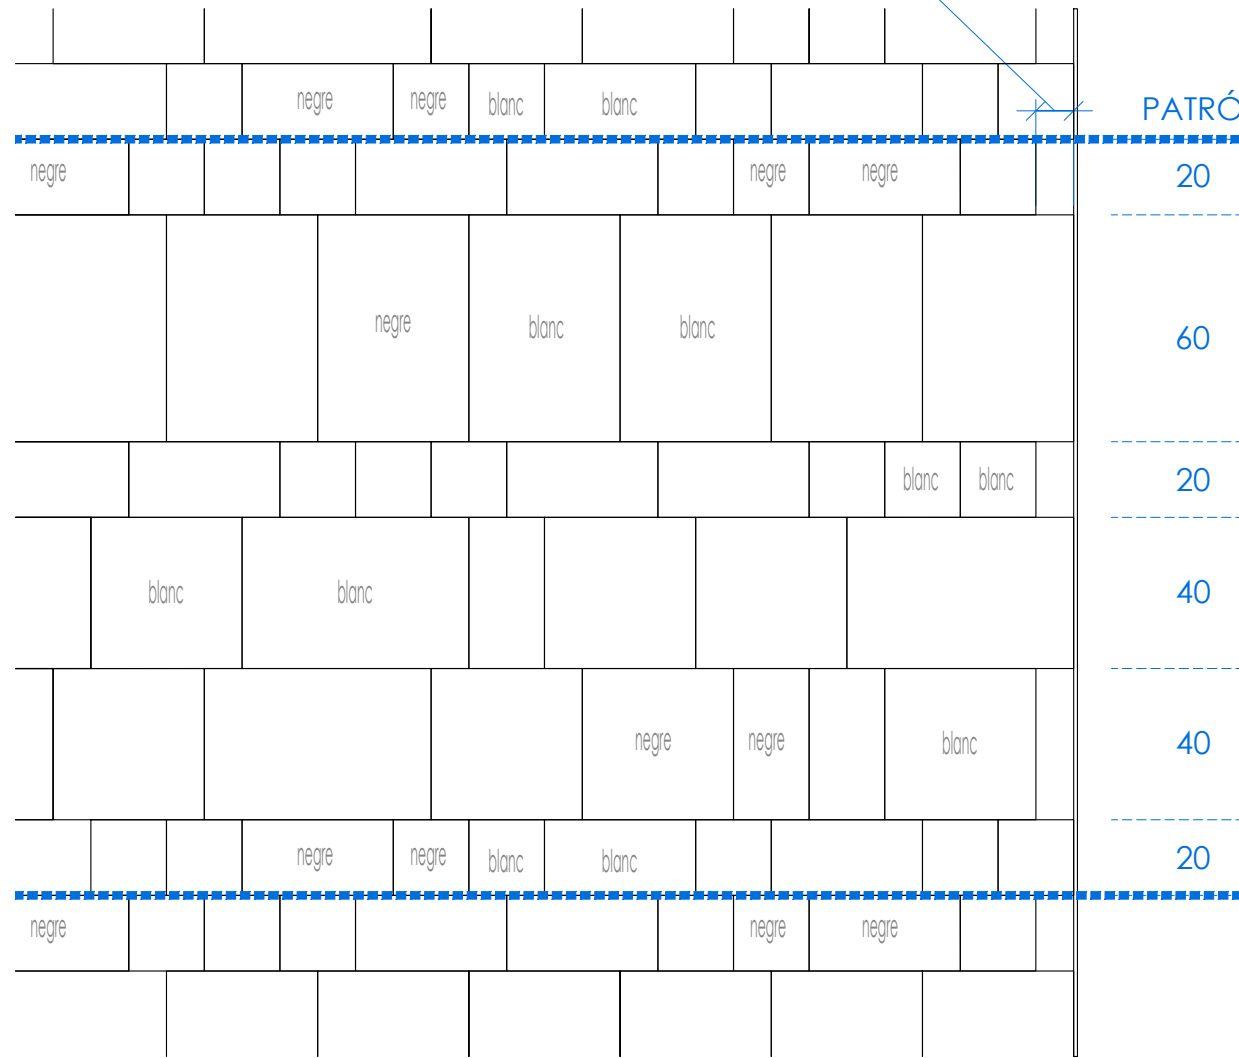 negre negre blanc blanc PATRÓ
negre negre negre 20
negre blanc blanc 60
blanc blanc 20
blanc blanc 40
negre negre blanc 40
negre negre blanc blanc 20
negre negre negre